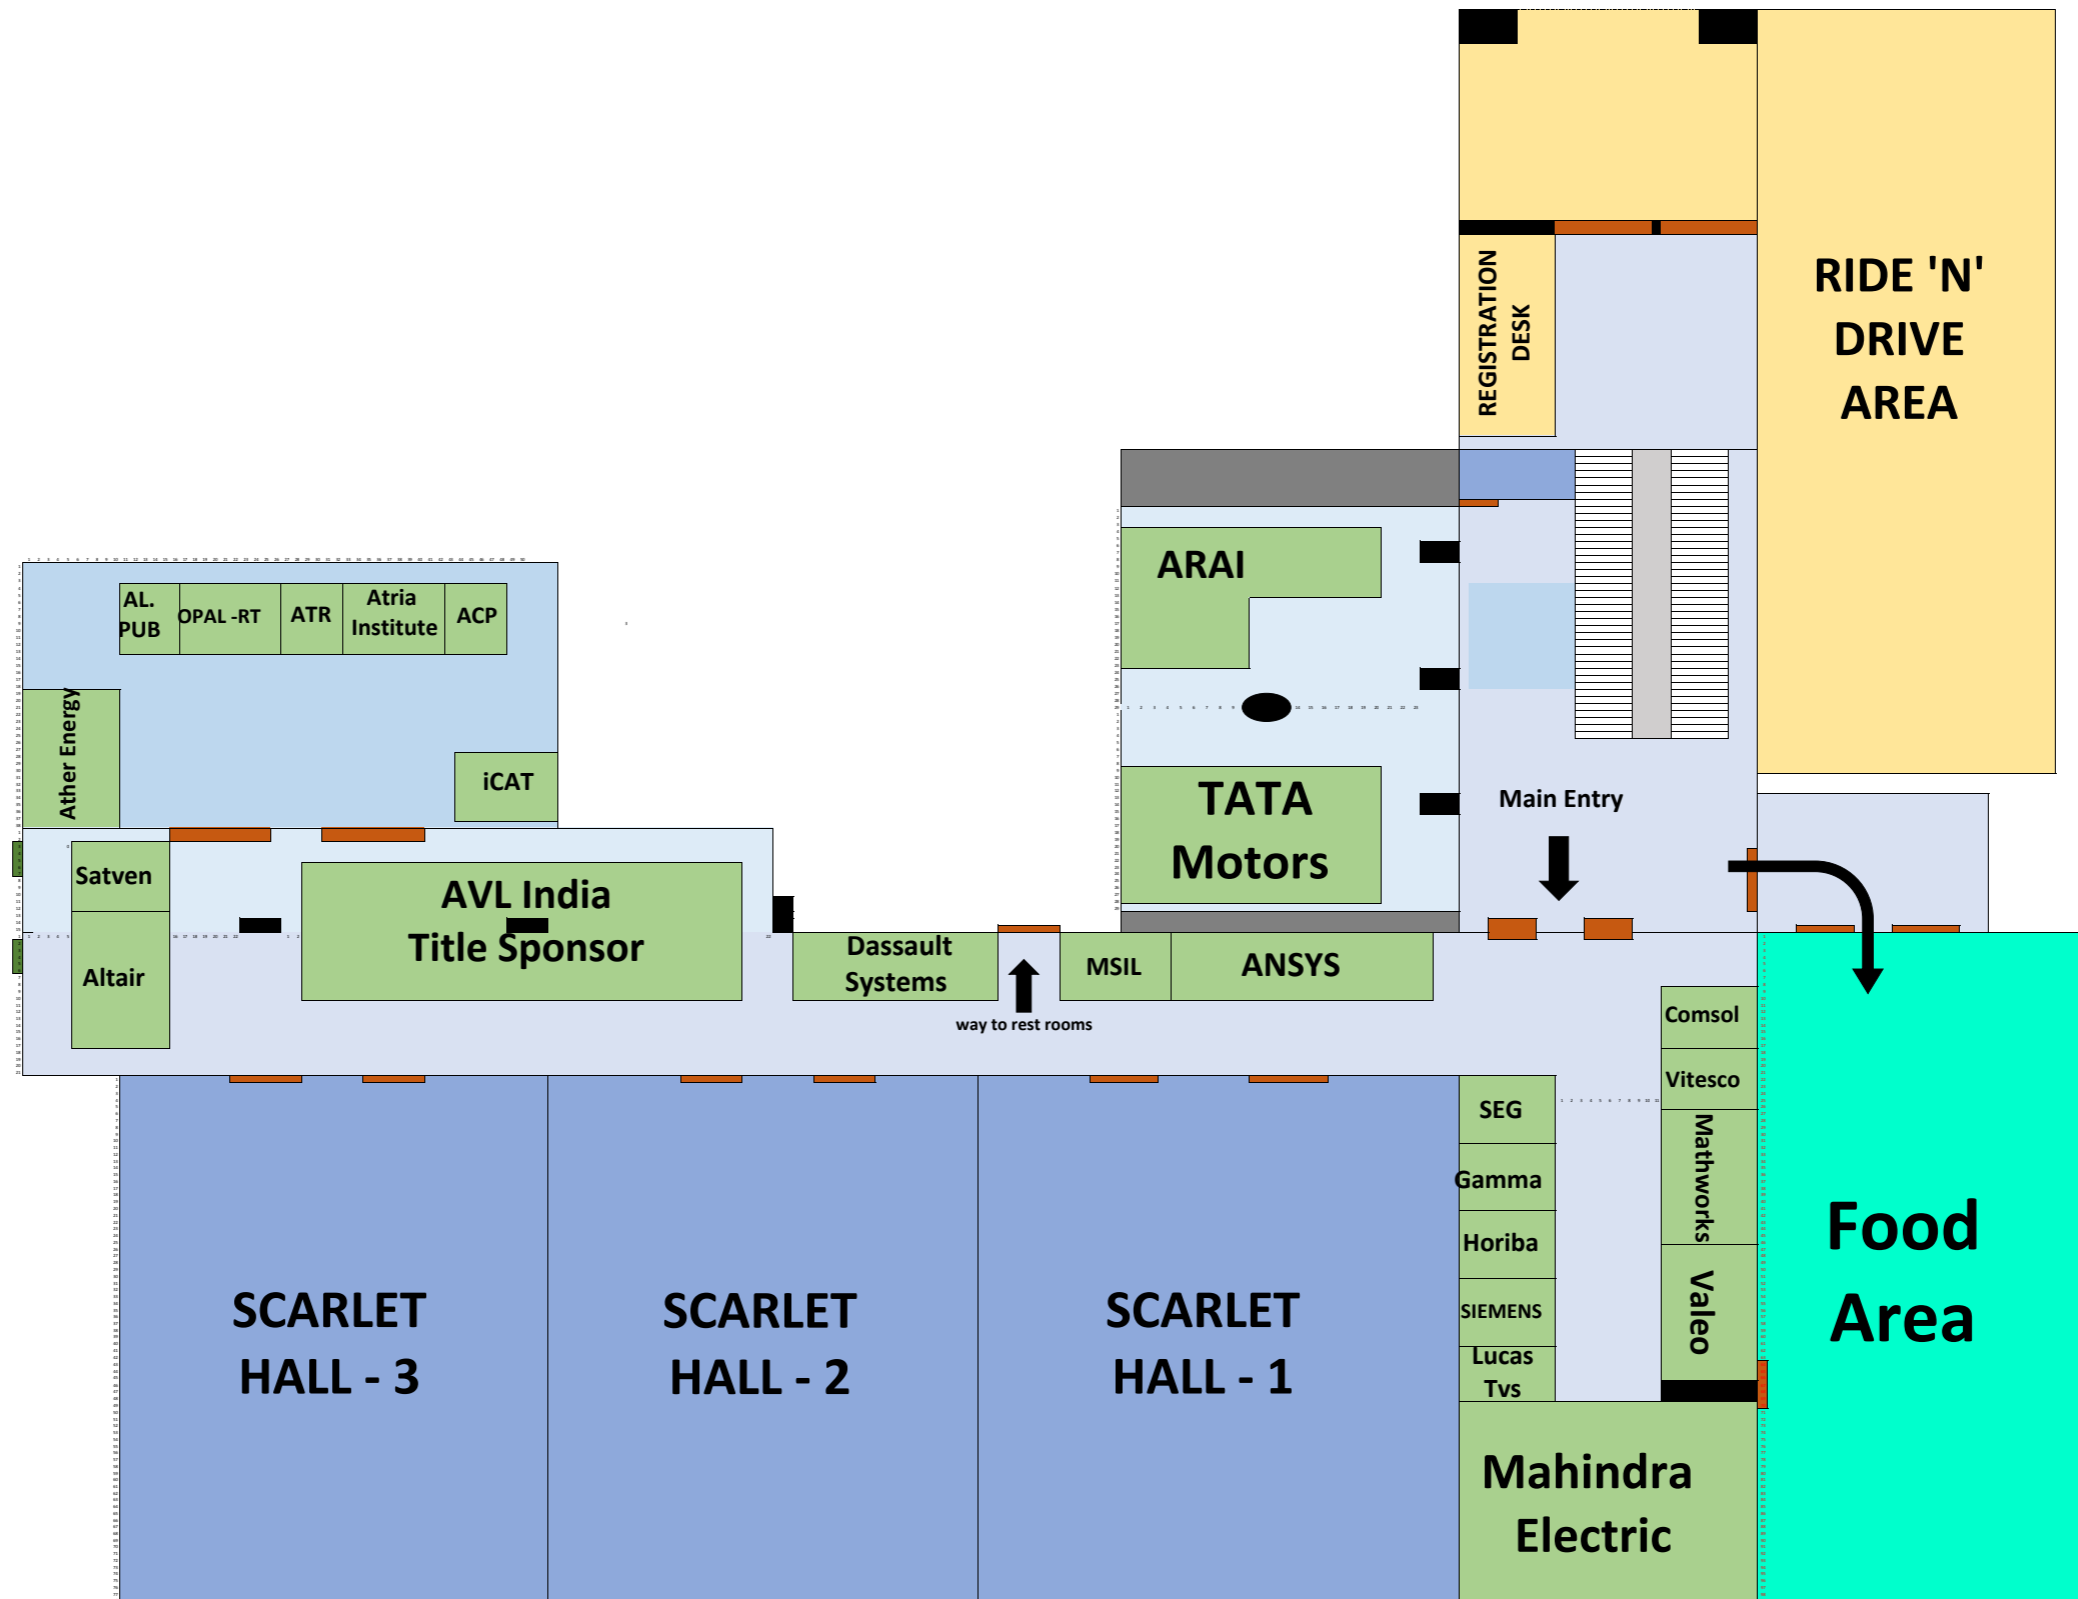 REGISTRATION
DESK
RIDE 'N'
DRIVE
AREA
ARAI
AL.
PUB
OPAL -RT
ATR
Atria
Institute
ACP
Ather Energy
iCAT
TATA
Motors
Main Entry
Satven
AVL India
Title Sponsor
Altair
Dassault
Systems
MSIL
ANSYS
way to rest rooms
Comsol
Vitesco
SEG
Mathworks
Gamma
Horiba
Valeo
SIEMENS
Lucas
Tvs
SCARLET
HALL - 3
SCARLET
HALL - 2
SCARLET
HALL - 1
Food
Area
Mahindra
Electric